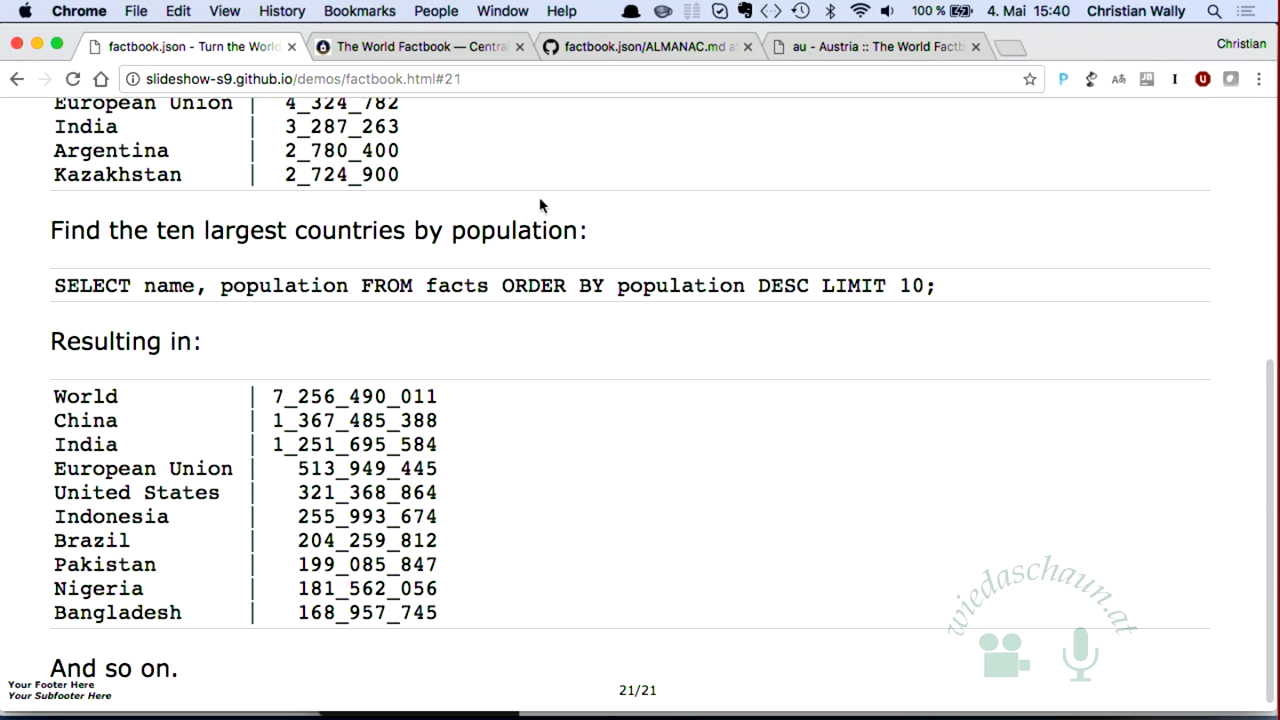 Chrome File Edit View History Bookmarks People Window Help 100 % 4. Mai 15:40 Christian Wally
factbook.json - Turn the World The World Factbook — Central factbook.json/ALMANAC.md at au - Austria :: The World Factb Christian
slideshow-s9.github.io/demos/factbook.html#21
European Union | 4_324_782
India | 3_287_263
Argentina | 2_780_400
Kazakhstan | 2_724_900
Find the ten largest countries by population:
SELECT name, population FROM facts ORDER BY population DESC LIMIT 10;
Resulting in:
World | 7_256_490_011
China | 1_367_485_388
India | 1_251_695_584
European Union | 513_949_445
United States | 321_368_864
Indonesia | 255_993_674
Brazil | 204_259_812
Pakistan | 199_085_847
Nigeria | 181_562_056
Bangladesh | 168_957_745
wiedaschaun.at
And so on.
Your Footer Here
Your Subfooter Here
21/21